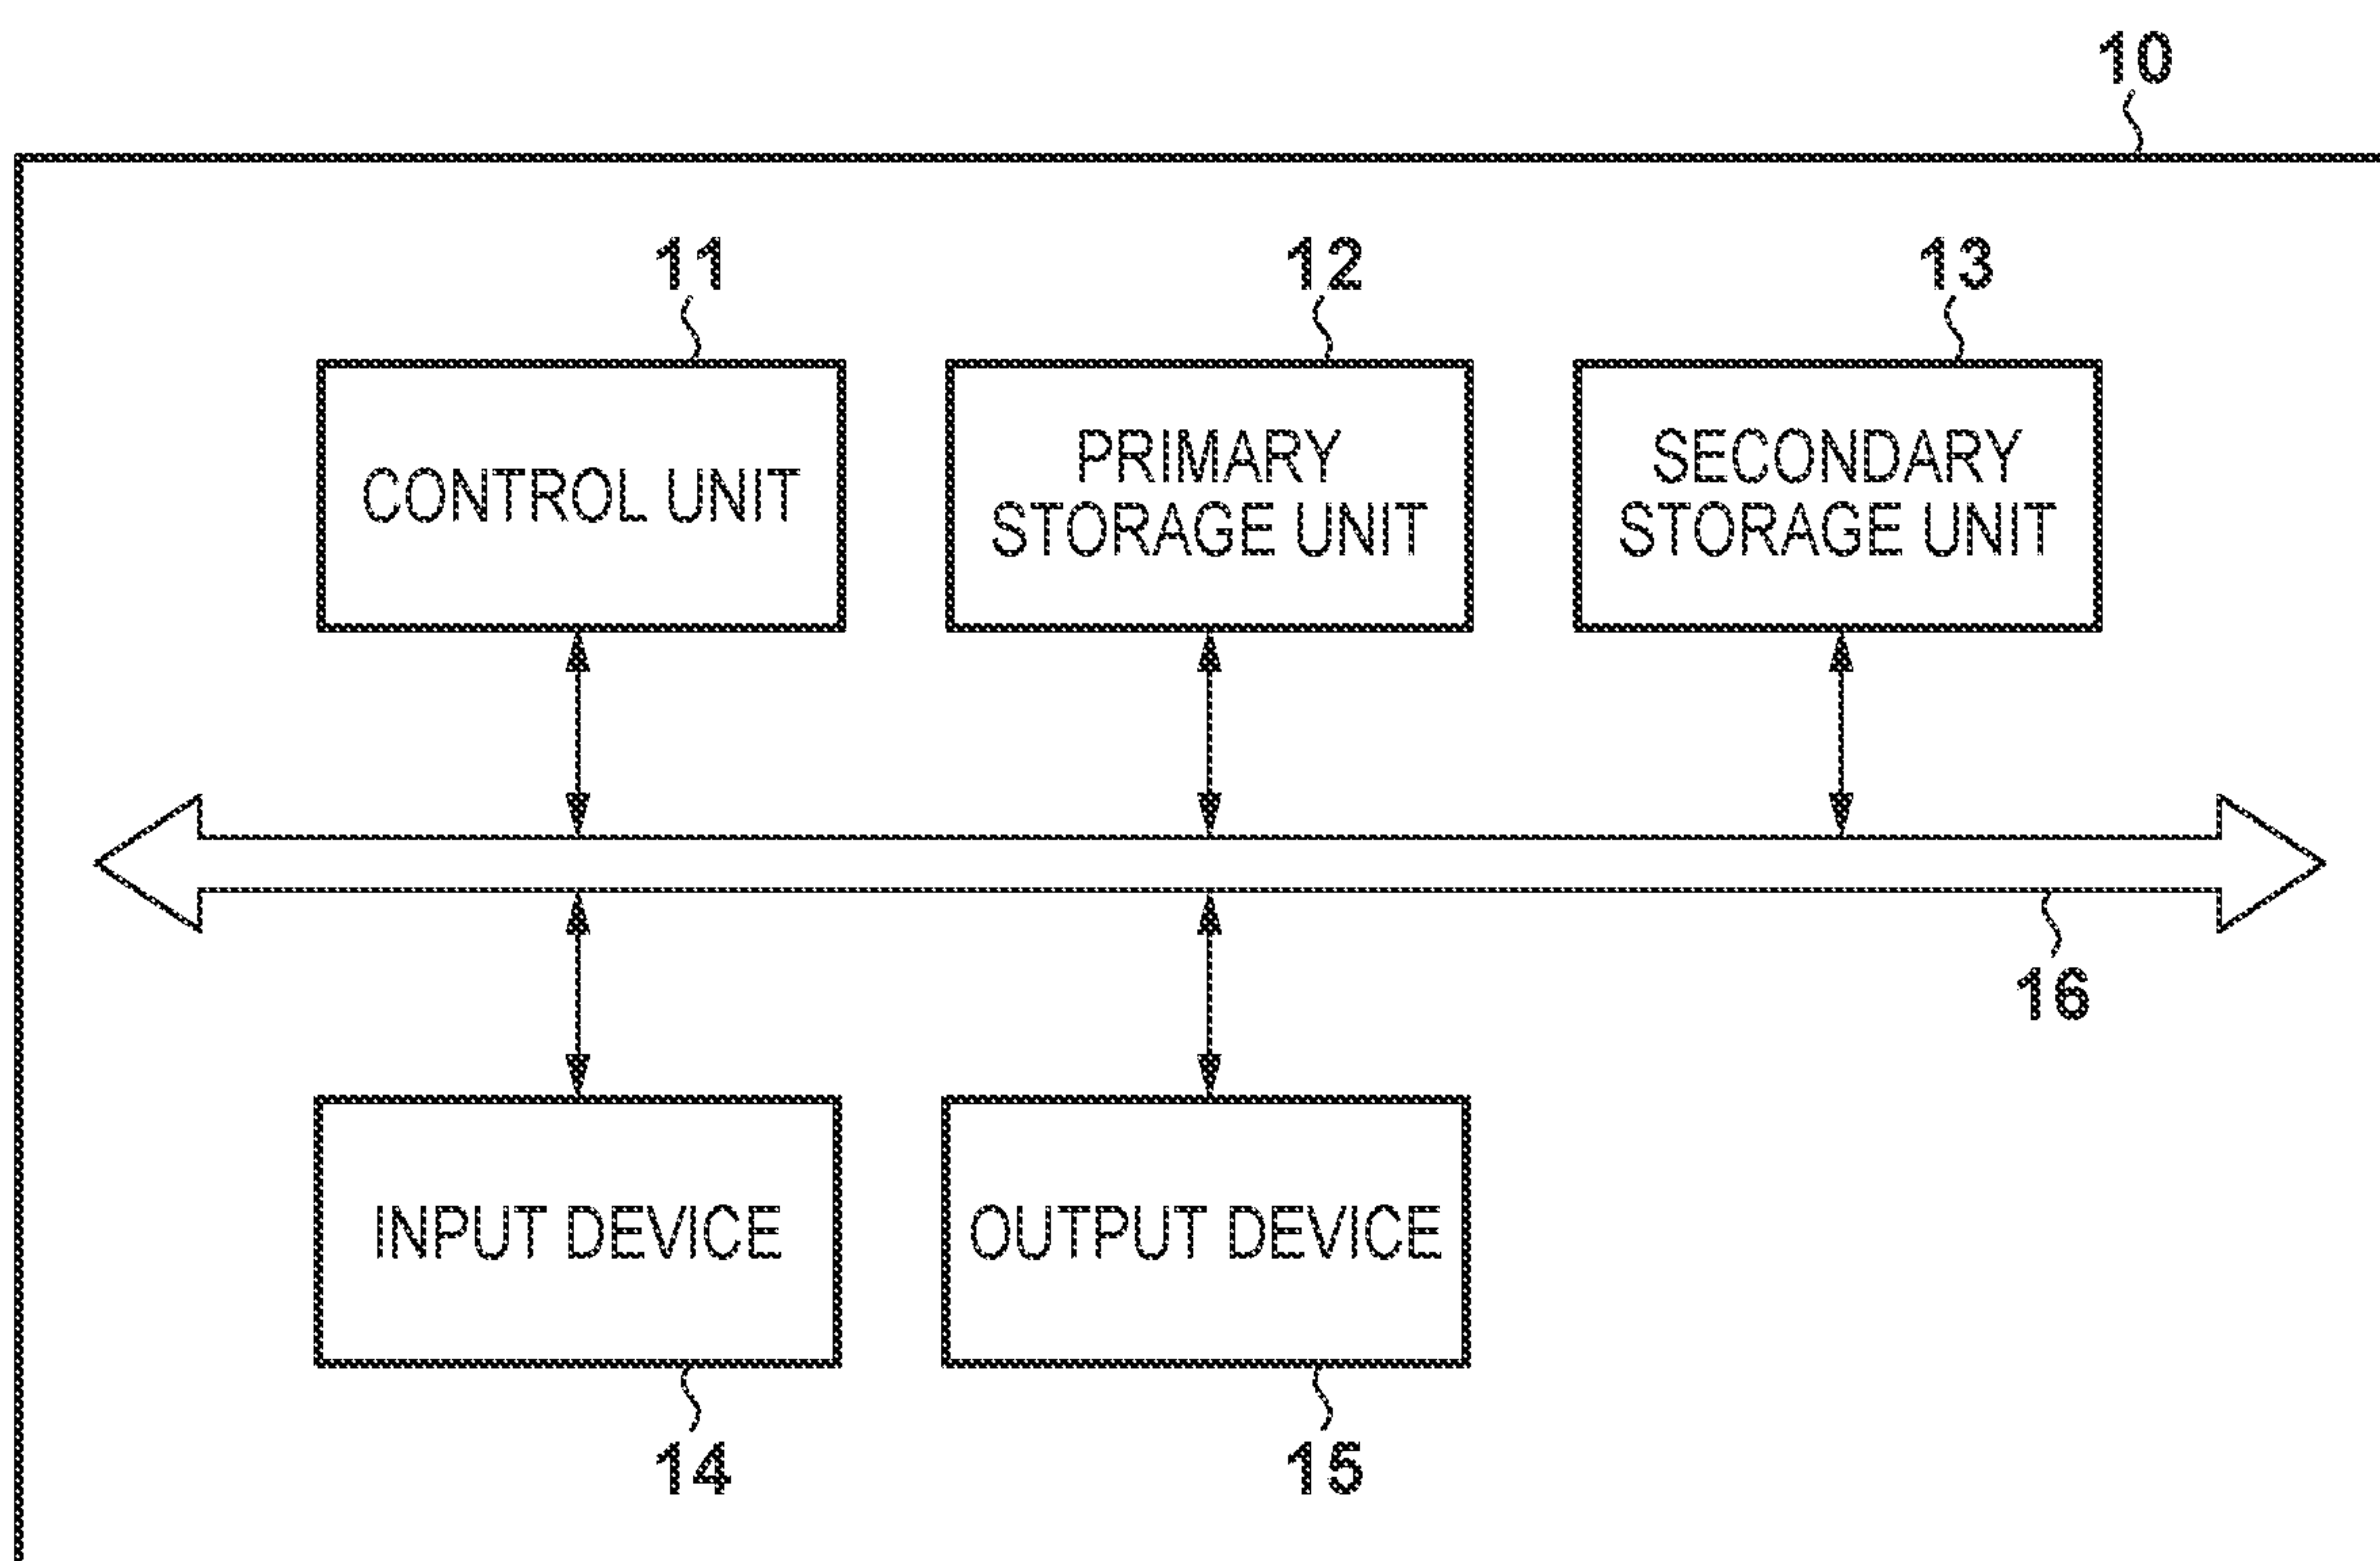 10
11
12
13
CONTROL UNIT
PRIMARY
STORAGE UNIT
SECONDARY
STORAGE UNIT
16
INPUT DEVICE
OUTPUT DEVICE
14
15